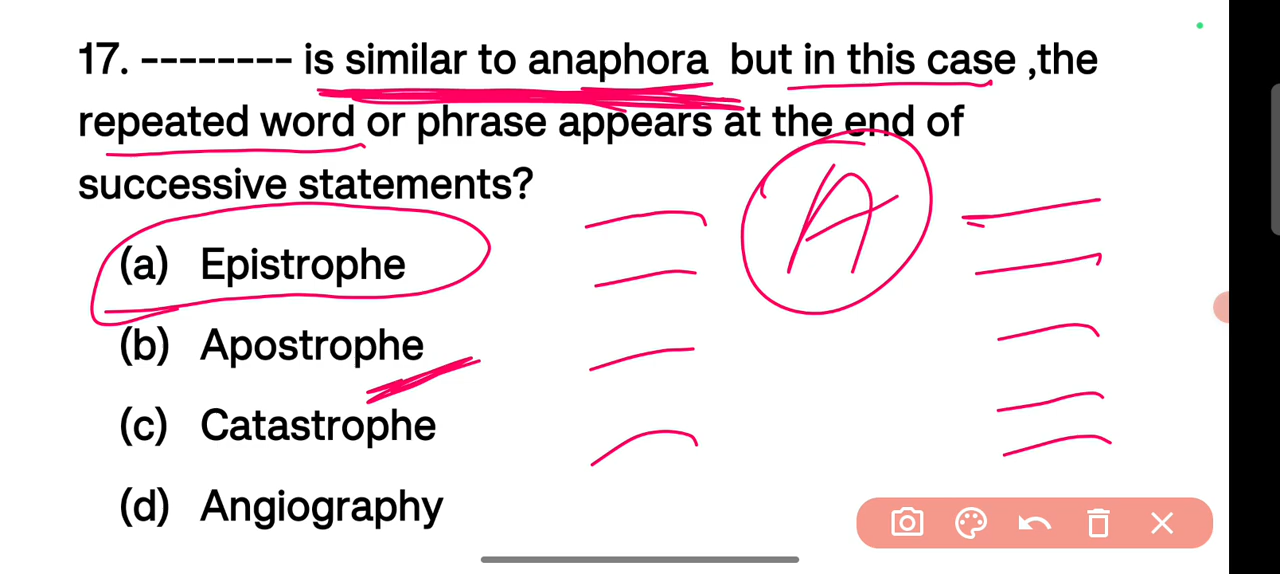 17. -------- is similar to anaphora but in this case ,the
repeated word or phrase appears at the end of
successive statements?
A
(a) Epistrophe
(b) Apostrophe
(c) Catastrophe
(d) Angiography